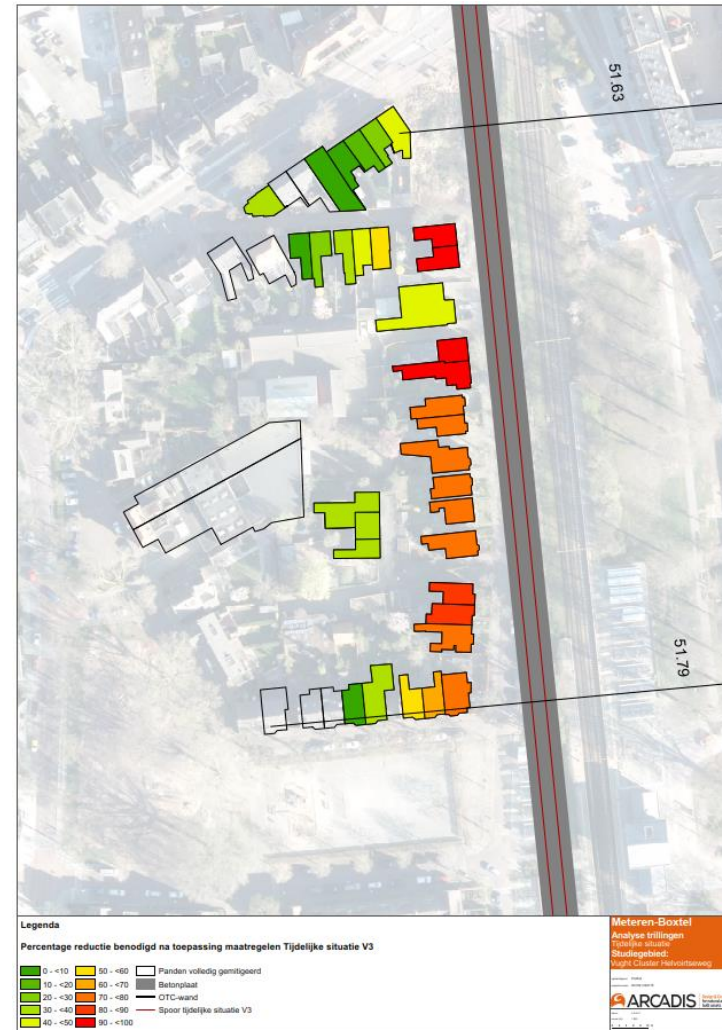 51.63
51.79
Legenda
Percentage reductie benodigd na toepassing maatregelen Tijdelijke situatie V3
0 - <10
10 - <20
20 - <30
30 - <40
40 - <50
50 - <60
60 - <70
70 - <80
80 - <90
90 - <100
Panden volledig gemitigeerd
Betonplaat
OTC-wand
Spoor tijdelijke situatie V3
Meteren-Boxtel
Analyse trillingen
Tijdelijke situatie
Studiegebied:
Vught Cluster Helvoirtseweg
ARCADIS